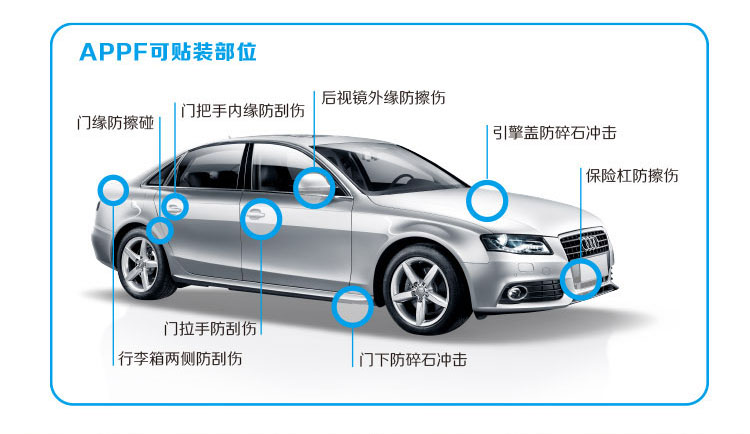 APPF可贴装部位
后视镜外缘防擦伤
门把手内缘防刮伤
门缘防擦碰
引擎盖防碎石冲击
保险杠防擦伤
门拉手防刮伤
行李箱两侧防刮伤
门下防碎石冲击